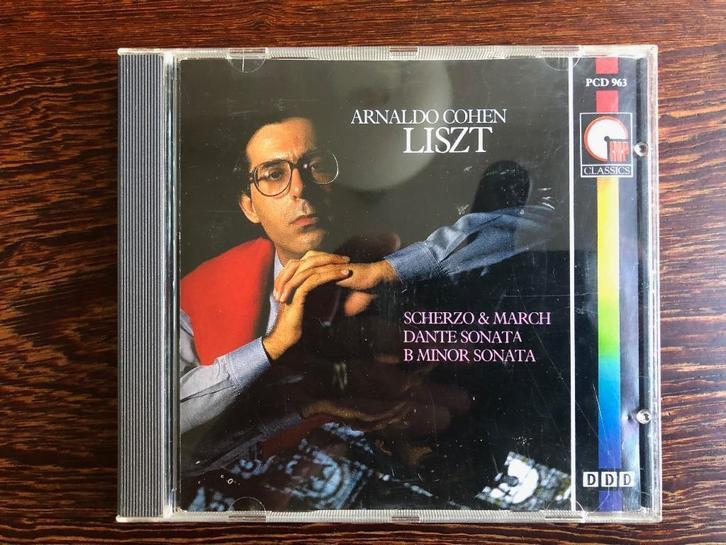 PCD 963
ARNALDO COHEN
LISZT
CLASSICS
SCHERZO & MARCH
DANTE SONATA
B MINOR SONATA
DDD